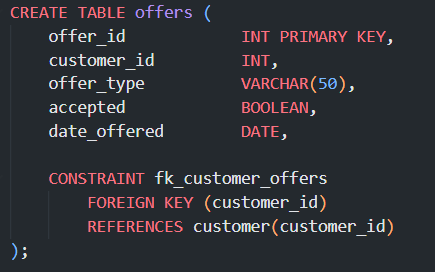 CREATE TABLE offers (
    offer_id            INT PRIMARY KEY,
    customer_id         INT,
    offer_type          VARCHAR(50),
    accepted            BOOLEAN,
    date_offered        DATE,
    CONSTRAINT fk_customer_offers
        FOREIGN KEY (customer_id)
        REFERENCES customer(customer_id)
);